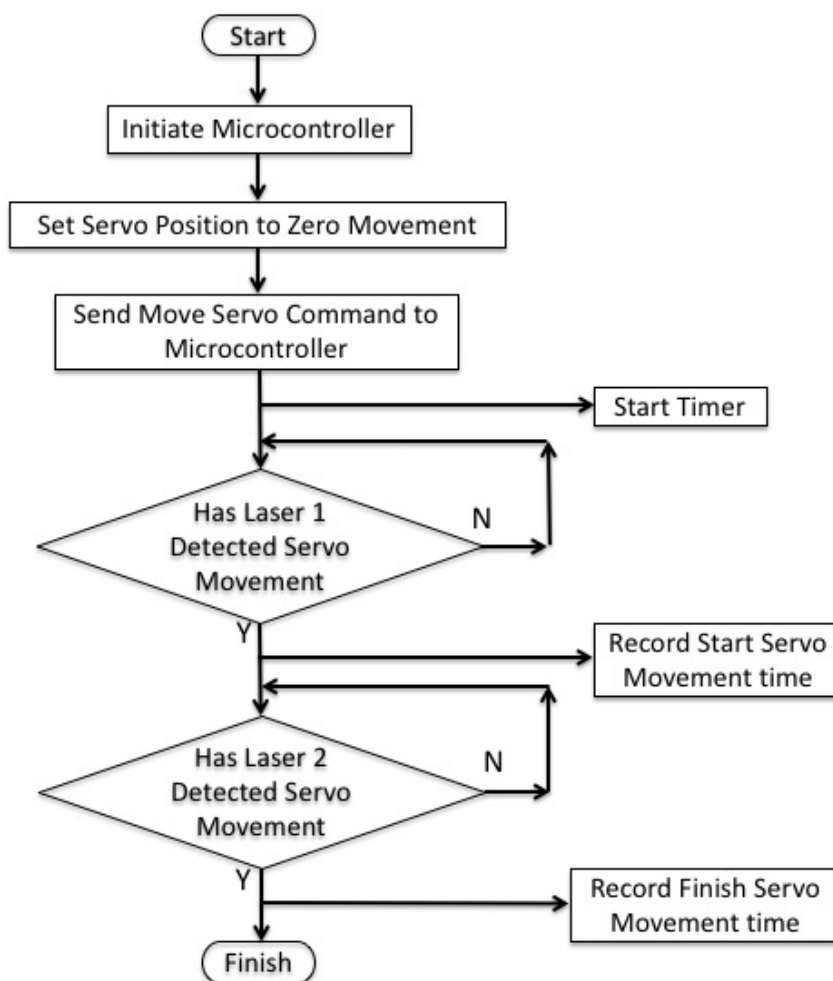 Start
Initiate Microcontroller
Set Servo Position to Zero Movement
Send Move Servo Command to
Microcontroller
Start Timer
Has Laser 1
Detected Servo
Movement
N
Y
Record Start Servo
Movement time
Has Laser 2
Detected Servo
Movement
N
Y
Record Finish Servo
Movement time
Finish